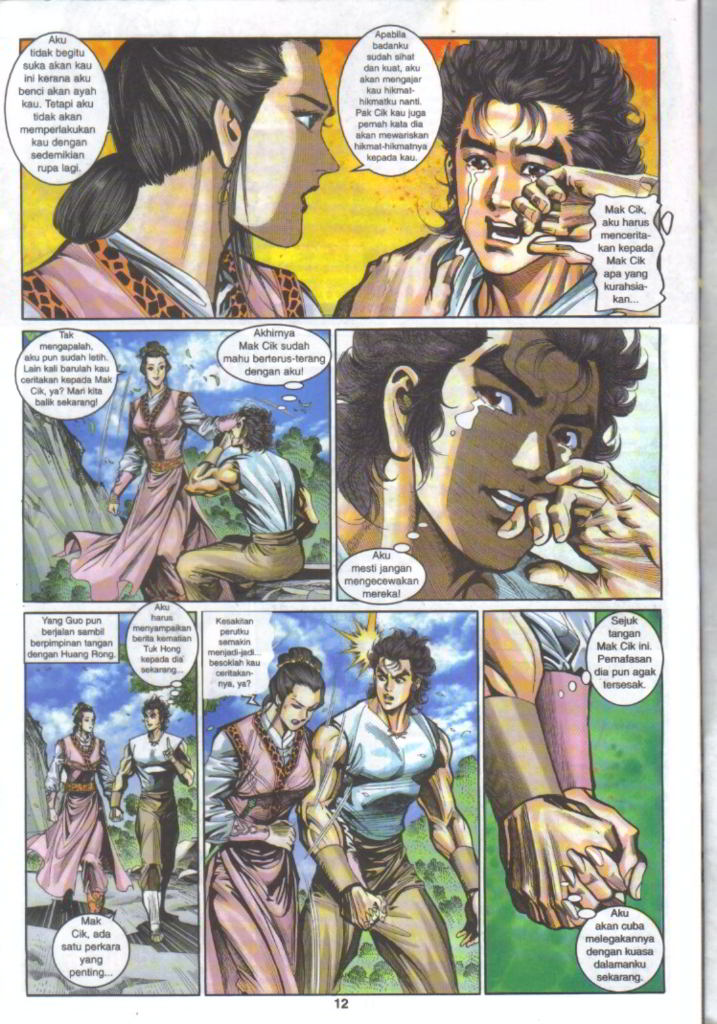 Aku
tidak begitu
suka akan kau
ini kerana aku
benci akan ayah
kau. Tetapi aku
tidak akan
memperlakukan
kau dengan
sedemikian
rupa lagi.
Apabila
badanku
sudah sihat
dan kuat, aku
akan mengajar
kau hikmat-
hikmatku nanti.
Pak Cik kau juga
pernah kata dia
akan mewariskan
hikmat-hikmatnya
kepada kau.
Mak Cik,
aku harus
mencerita-
kan kepada
Mak Cik
apa yang
kurahsia-
kan...
Tak
mengapalah,
aku pun sudah letih.
Lain kali barulah kau
ceritakan kepada Mak
Cik, ya? Mari kita
balik sekarang!
Akhirnya
Mak Cik sudah
mahu berterus-terang
dengan aku!
Aku
mesti jangan
mengecewakan
mereka!
Yang Guo pun
berjalan sambil
berpimpinan tangan
dengan Huang Rong.
Aku
harus
menyampaikan
berita kematian
Tuk Hong
kepada dia
sekarang...
Mak
Cik, ada
satu perkara
yang
penting...
Kesakitan
perutku
semakin
menjadi-jadi...
besoklah kau
ceritakan-
nya, ya?
Sejuk
tangan
Mak Cik ini.
Pernafasan
dia pun agak
tersesak.
Aku
akan cuba
melegakannya
dengan kuasa
dalamanku
sekarang.
12